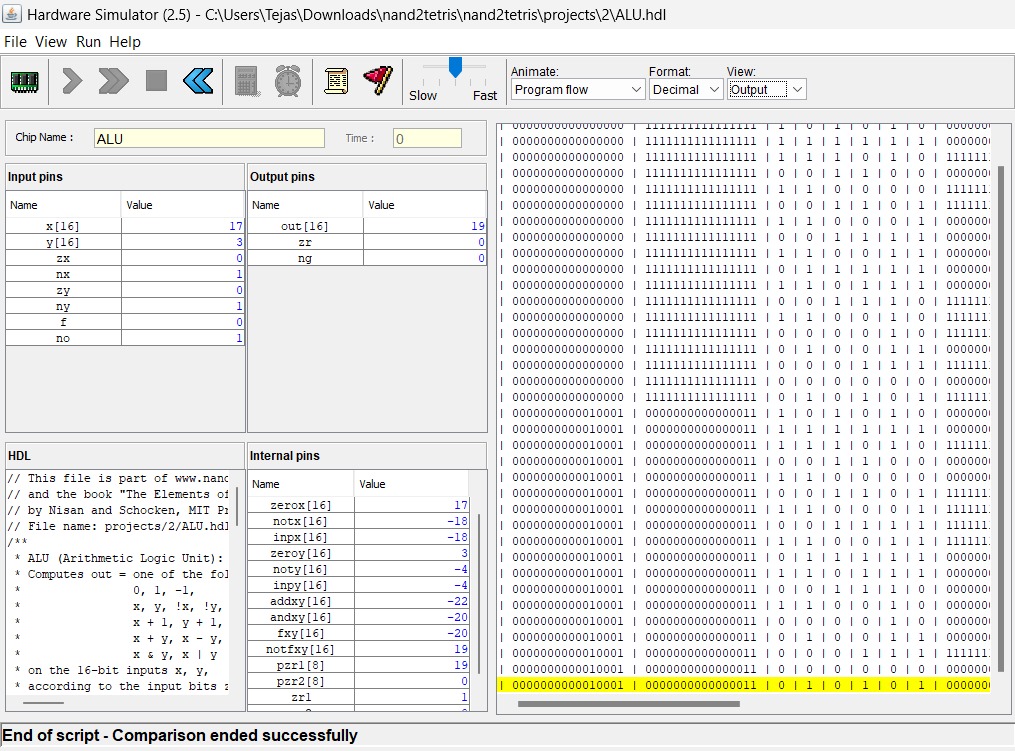 Hardware Simulator (2.5) - C:\Users\Tejas\Downloads\nand2tetris\nand2tetris\projects\2\ALU.hdl
File View Run Help
Slow Fast
Animate: Format: View:
Program flow Decimal Output
Chip Name : ALU Time : 0
Input pins
Name Value
x[16] 17
y[16] 3
zx 0
nx 1
zy 0
ny 1
f 0
no 1
Output pins
Name Value
out[16] 19
zr 0
ng 0
HDL
// This file is part of www.nand
// and the book "The Elements of
// by Nisan and Schocken, MIT Pr
// File name: projects/2/ALU.hdl
/**
* ALU (Arithmetic Logic Unit):
* Computes out = one of the fol
* 0, 1, -1,
* x, y, !x, !y,
* x + 1, y + 1,
* x + y, x - y,
* x & y, x | y
* on the 16-bit inputs x, y,
* according to the input bits z
Internal pins
Name Value
zerox[16] 17
notx[16] -18
inpx[16] -18
zeroy[16] 3
noty[16] -4
inpy[16] -4
addxy[16] -22
andxy[16] -20
fxy[16] -20
notfxy[16] 19
pzr1[8] 19
pzr2[8] 0
zr1 1
| 0000000000000000 | 1111111111111111 | 1 | 0 | 1 | 0 | 1 | 0 | 000000
| 0000000000000000 | 1111111111111111 | 1 | 1 | 1 | 1 | 1 | 1 | 000000
| 0000000000000000 | 1111111111111111 | 1 | 1 | 1 | 0 | 1 | 0 | 111111
| 0000000000000000 | 1111111111111111 | 0 | 0 | 1 | 1 | 0 | 0 | 000000
| 0000000000000000 | 1111111111111111 | 1 | 1 | 0 | 0 | 0 | 0 | 111111
| 0000000000000000 | 1111111111111111 | 0 | 0 | 1 | 1 | 0 | 1 | 111111
| 0000000000000000 | 1111111111111111 | 1 | 1 | 0 | 0 | 0 | 1 | 000000
| 0000000000000000 | 1111111111111111 | 0 | 0 | 1 | 1 | 1 | 1 | 000000
| 0000000000000000 | 1111111111111111 | 1 | 1 | 0 | 0 | 1 | 1 | 000000
| 0000000000000000 | 1111111111111111 | 0 | 1 | 1 | 1 | 1 | 1 | 000000
| 0000000000000000 | 1111111111111111 | 1 | 1 | 0 | 1 | 1 | 1 | 000000
| 0000000000000000 | 1111111111111111 | 0 | 0 | 1 | 1 | 1 | 0 | 111111
| 0000000000000000 | 1111111111111111 | 1 | 1 | 0 | 0 | 1 | 0 | 111111
| 0000000000000000 | 1111111111111111 | 0 | 0 | 0 | 0 | 1 | 0 | 111111
| 0000000000000000 | 1111111111111111 | 0 | 1 | 0 | 0 | 1 | 1 | 000000
| 0000000000000000 | 1111111111111111 | 0 | 0 | 0 | 1 | 1 | 1 | 111111
| 0000000000000000 | 1111111111111111 | 0 | 0 | 0 | 0 | 0 | 0 | 000000
| 0000000000000000 | 1111111111111111 | 0 | 1 | 0 | 1 | 0 | 1 | 111111
| 0000000000010001 | 0000000000000011 | 1 | 0 | 1 | 0 | 1 | 0 | 000000
| 0000000000010001 | 0000000000000011 | 1 | 1 | 1 | 1 | 1 | 1 | 000000
| 0000000000010001 | 0000000000000011 | 1 | 1 | 1 | 0 | 1 | 0 | 111111
| 0000000000010001 | 0000000000000011 | 0 | 0 | 1 | 1 | 0 | 0 | 000000
| 0000000000010001 | 0000000000000011 | 1 | 1 | 0 | 0 | 0 | 0 | 000000
| 0000000000010001 | 0000000000000011 | 0 | 0 | 1 | 1 | 0 | 1 | 111111
| 0000000000010001 | 0000000000000011 | 1 | 1 | 0 | 0 | 0 | 1 | 111111
| 0000000000010001 | 0000000000000011 | 0 | 0 | 1 | 1 | 1 | 1 | 111111
| 0000000000010001 | 0000000000000011 | 1 | 1 | 0 | 0 | 1 | 1 | 111111
| 0000000000010001 | 0000000000000011 | 0 | 1 | 1 | 1 | 1 | 1 | 000000
| 0000000000010001 | 0000000000000011 | 1 | 1 | 0 | 1 | 1 | 1 | 000000
| 0000000000010001 | 0000000000000011 | 0 | 0 | 1 | 1 | 1 | 0 | 000000
| 0000000000010001 | 0000000000000011 | 1 | 1 | 0 | 0 | 1 | 0 | 000000
| 0000000000010001 | 0000000000000011 | 0 | 0 | 0 | 0 | 1 | 0 | 000000
| 0000000000010001 | 0000000000000011 | 0 | 1 | 0 | 0 | 1 | 1 | 000000
| 0000000000010001 | 0000000000000011 | 0 | 0 | 0 | 1 | 1 | 1 | 111111
| 0000000000010001 | 0000000000000011 | 0 | 0 | 0 | 0 | 0 | 0 | 000000
| 0000000000010001 | 0000000000000011 | 0 | 1 | 0 | 1 | 0 | 1 | 000000
End of script - Comparison ended successfully